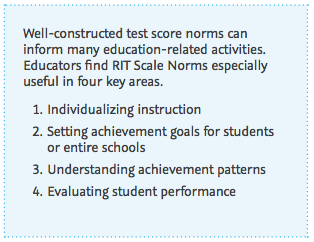 Well-constructed test score norms can
inform many education-related activities.
Educators find RIT Scale Norms especially
useful in four key areas.
1. Individualizing instruction
2. Setting achievement goals for students
or entire schools
3. Understanding achievement patterns
4. Evaluating student performance